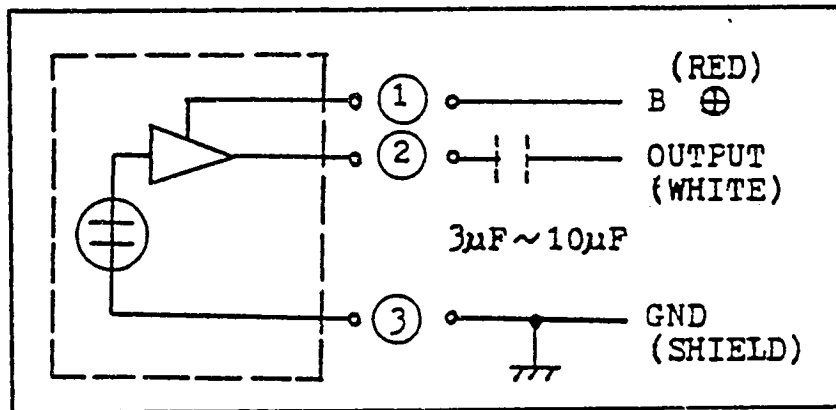 (RED)
1 B ⊕
2 OUTPUT
(WHITE)
3µF~10µF
3 GND
(SHIELD)